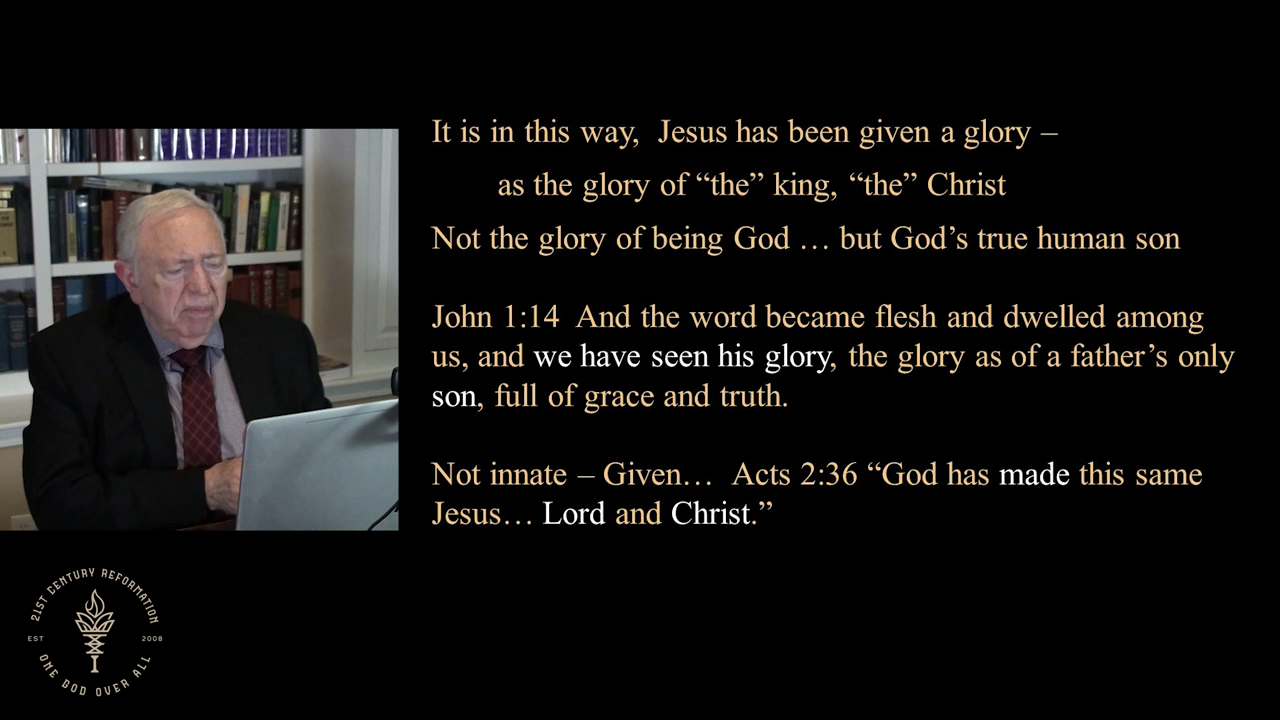 It is in this way,  Jesus has been given a glory –
as the glory of “the” king, “the” Christ
Not the glory of being God … but God’s true human son
John 1:14  And the word became flesh and dwelled among
us, and we have seen his glory, the glory as of a father’s only
son, full of grace and truth.
Not innate – Given…  Acts 2:36 “God has made this same
Jesus… Lord and Christ.”
21ST CENTURY REFORMATION
EST 2008
ONE GOD OVER ALL